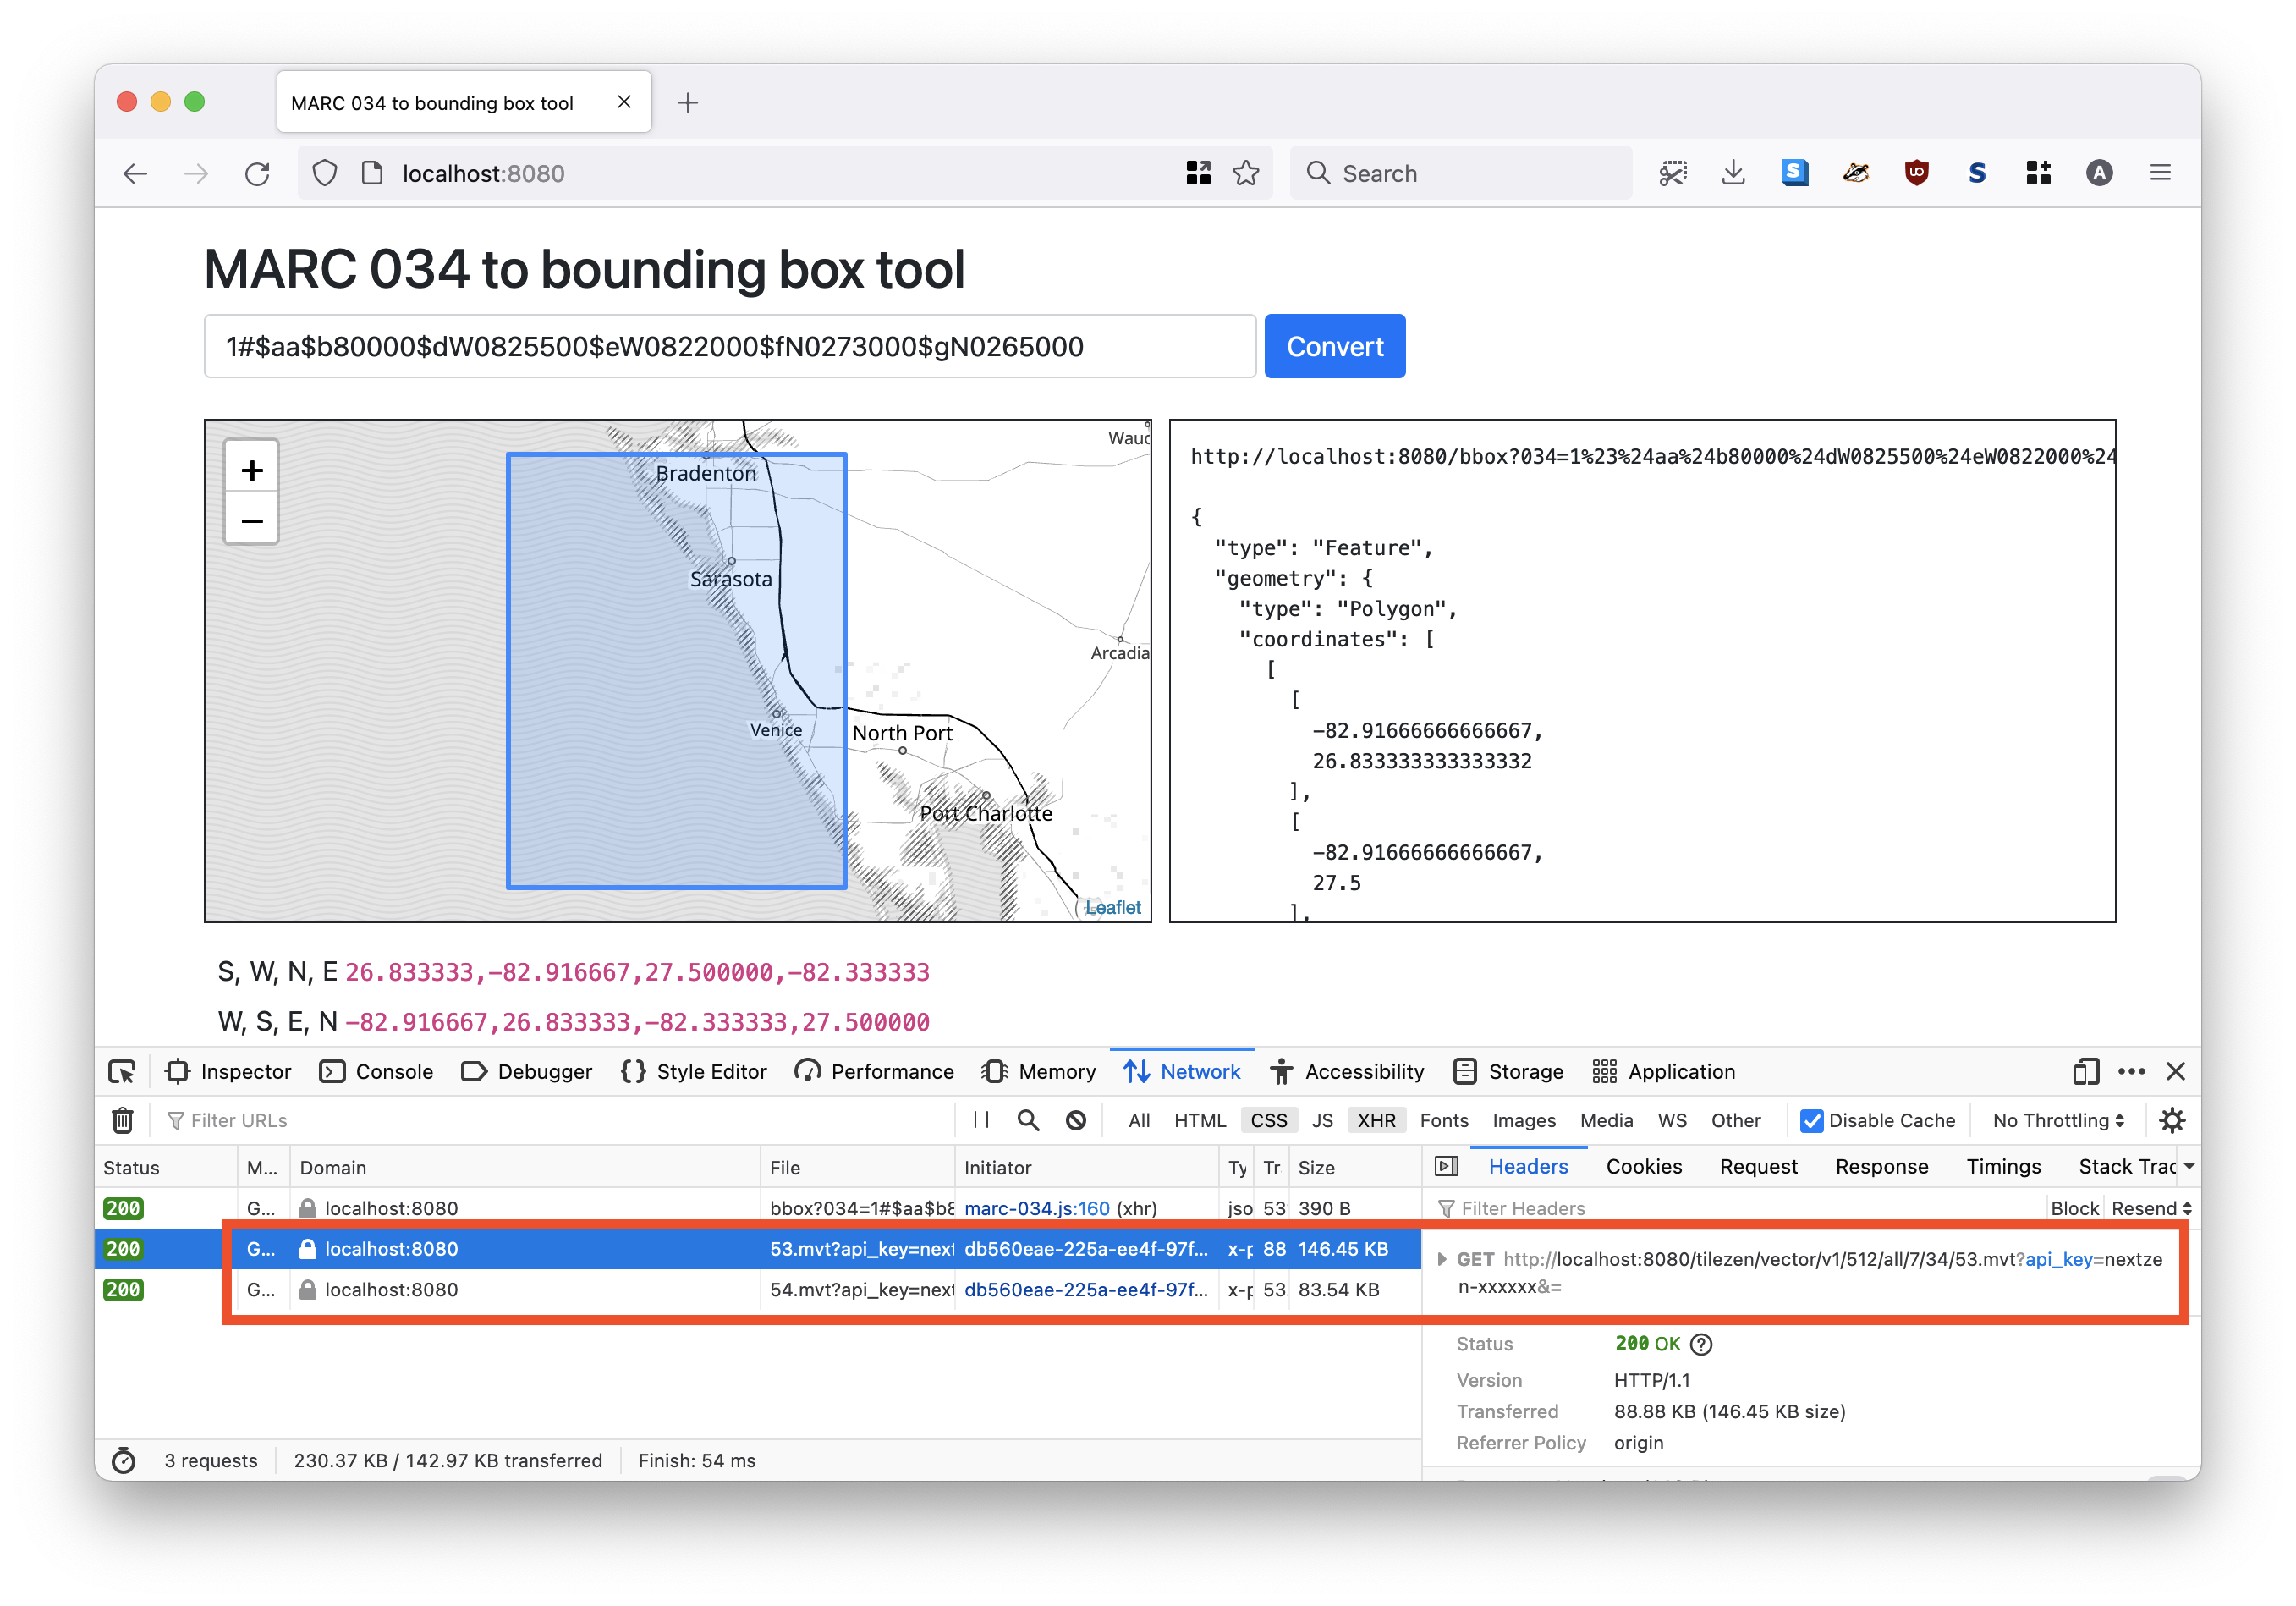 MARC 034 to bounding box tool
localhost:8080
Search
S
UO
S
A
MARC 034 to bounding box tool
1#$aa$b80000$dW0825500$eW0822000$fN0273000$gN0265000
Convert
+
−
Bradenton
Sarasota
Venice
North Port
Port Charlotte
Arcadia
Leaflet
http://localhost:8080/bbox?034=1%23%24aa%24b80000%24dW0825500%24eW0822000%24
{
"type": "Feature",
"geometry": {
"type": "Polygon",
"coordinates": [
[
[
-82.91666666666667,
26.833333333333332
],
[
-82.91666666666667,
27.5
],
S, W, N, E 26.833333,-82.916667,27.500000,-82.333333
W, S, E, N -82.916667,26.833333,-82.333333,27.500000
Inspector Console Debugger {} Style Editor Performance Memory Network Accessibility Storage Application
Filter URLs All HTML CSS JS XHR Fonts Images Media WS Other Disable Cache No Throttling
Status M... Domain File Initiator Ty Tr Size
200 G... localhost:8080 bbox?034=1#$aa$b8 marc-034.js:160 (xhr) jso 53 390 B
200 G... localhost:8080 53.mvt?api_key=next db560eae-225a-ee4f-97f... x-p 88. 146.45 KB
200 G... localhost:8080 54.mvt?api_key=next db560eae-225a-ee4f-97f... x-p 53. 83.54 KB
Headers Cookies Request Response Timings Stack Trac
Filter Headers Block Resend
GET http://localhost:8080/tilezen/vector/v1/512/all/7/34/53.mvt?api_key=nextze
n-xxxxxx&=
Status 200 OK ?
Version HTTP/1.1
Transferred 88.88 KB (146.45 KB size)
Referrer Policy origin
3 requests 230.37 KB / 142.97 KB transferred Finish: 54 ms